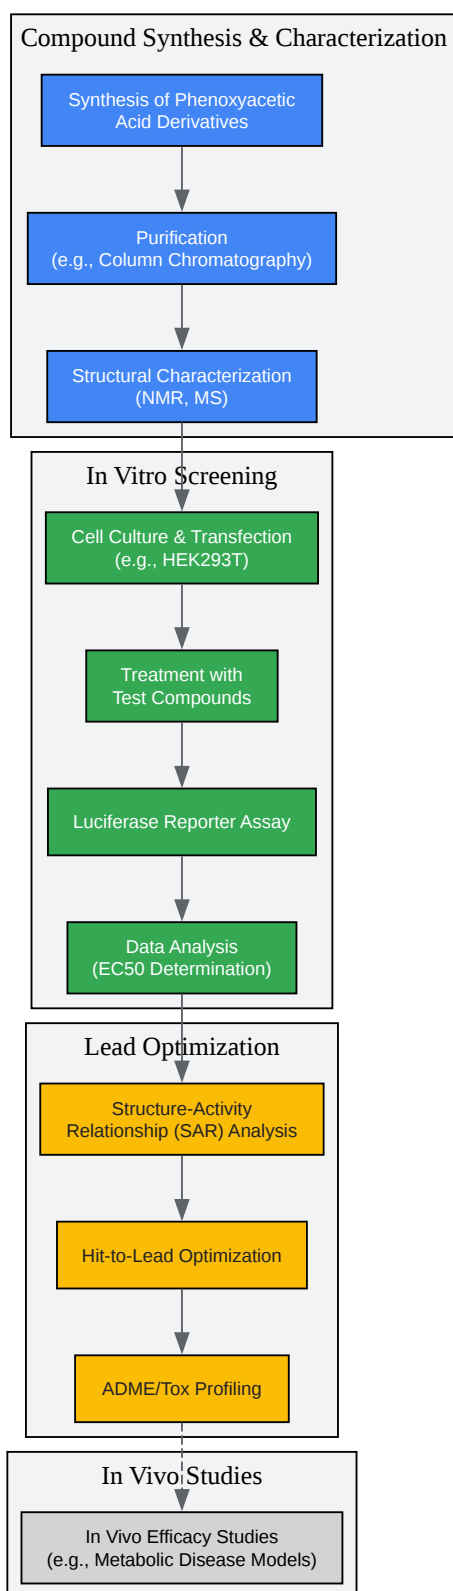 Compound Synthesis & Characterization
Synthesis of Phenoxyacetic
Acid Derivatives
Purification
(e.g., Column Chromatography)
Structural Characterization
(NMR, MS)
In Vitro Screening
Cell Culture & Transfection
(e.g., HEK293T)
Treatment with
Test Compounds
Luciferase Reporter Assay
Data Analysis
(EC50 Determination)
Lead Optimization
Structure-Activity
Relationship (SAR) Analysis
Hit-to-Lead Optimization
ADME/Tox Profiling
In Vivo Studies
In Vivo Efficacy Studies
(e.g., Metabolic Disease Models)